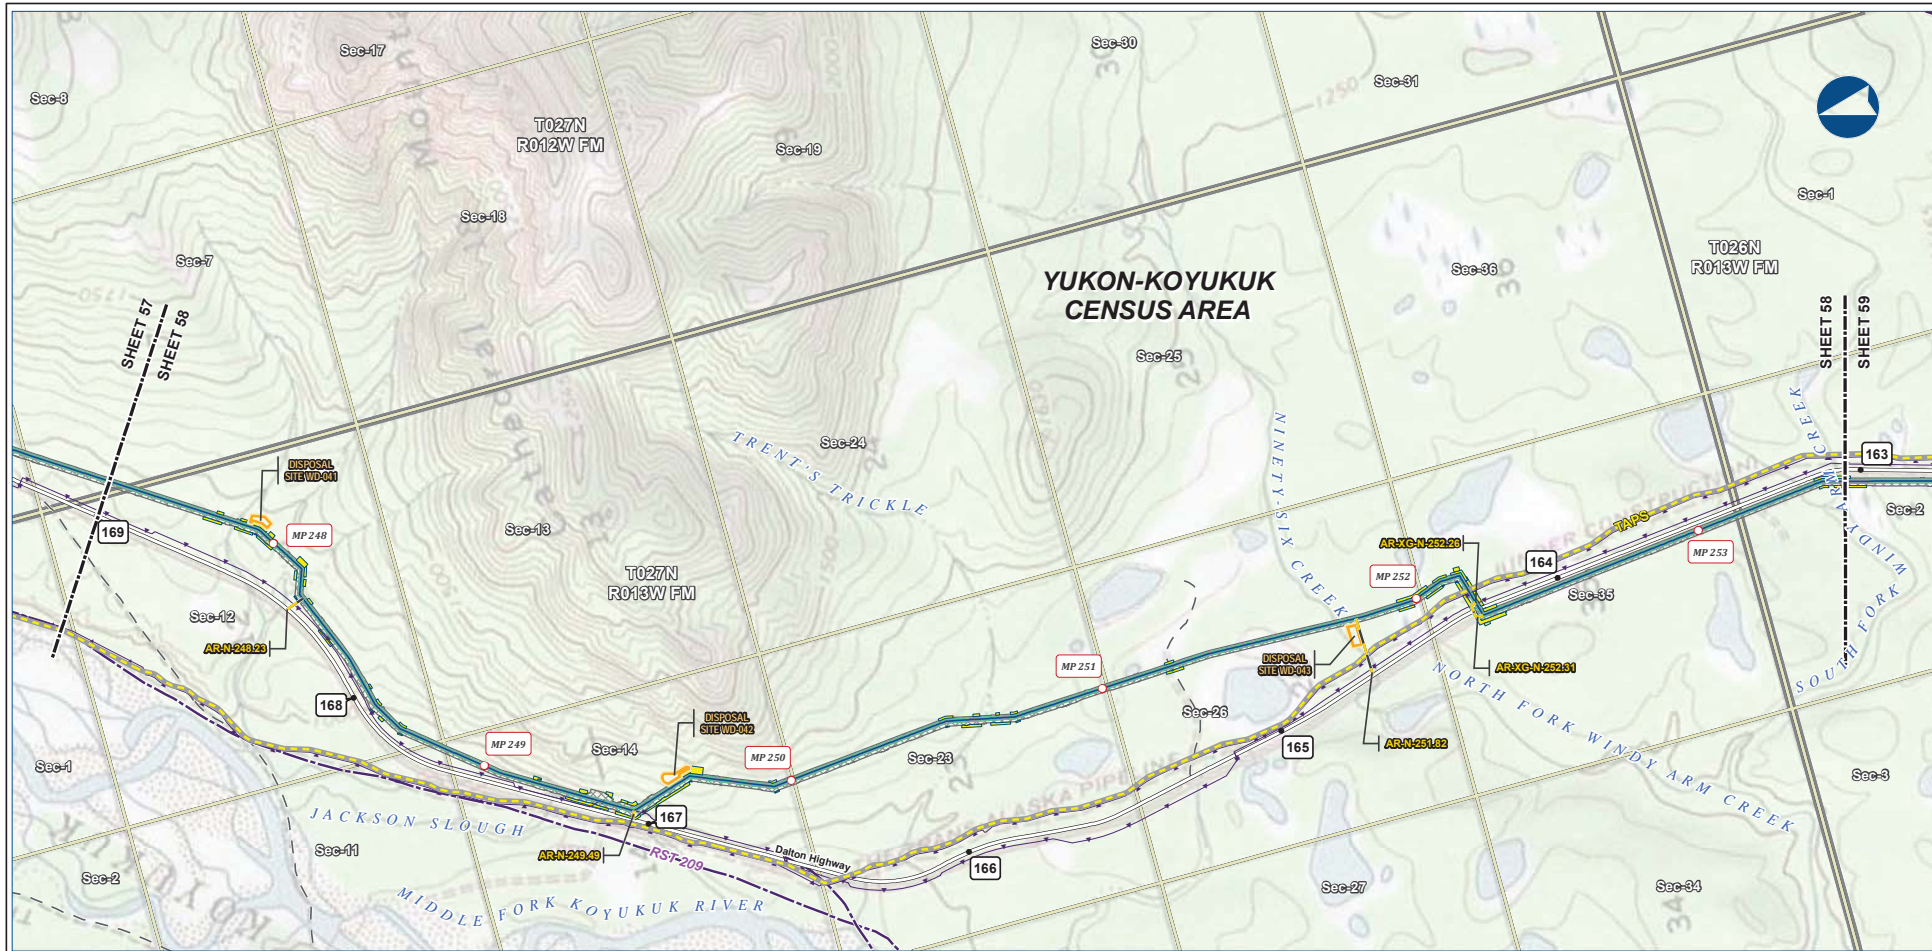 Sec-17
Sec-30
Sec-31
Sec-8
T027N
R012W FM
Sec-19
1250
Sec-1
Sec-18
T026N
R013W FM
Sec-7
Sec-36
YUKON-KOYUKUK
CENSUS AREA
1750
SHEET 57
SHEET 58
SHEET 58
SHEET 59
Sec-25
Sec-24
TRENT'S TRICKLE
NINETY-SIX CREEK
WINDY ARM CREEK
SOUTH FORK
163
DISPOSAL
SITE WD-041
Sec-13
Sec-2
169
MP 248
TAPS
MP 253
AR-XG-N-252.26
164
T027N
R013W FM
MP 252
Sec-35
Sec-12
AR-N-248.23
DISPOSAL
SITE WD-043
MP 251
AR-XG-N-252.31
NORTH FORK WINDY ARM CREEK
168
Sec-26
DISPOSAL
SITE WD-042
MP 249
Sec-14
MP 250
Sec-23
165
AR-N-251.82
Sec-1
Sec-3
JACKSON SLOUGH
167
Sec-11
AR-N-249.49
RST 209
Dalton Highway
166
Sec-2
Sec-27
Sec-34
MIDDLE FORK KOYUKUK RIVER